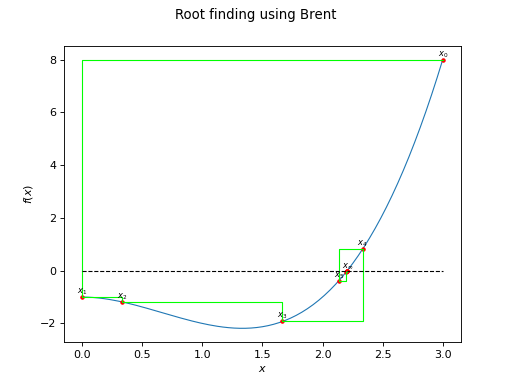 Root finding using Brent
f(x)
8
6
4
2
0
−2
x₀
x₁
x₂
x₃
x₄
x₅
0.0 0.5 1.0 1.5 2.0 2.5 3.0
x